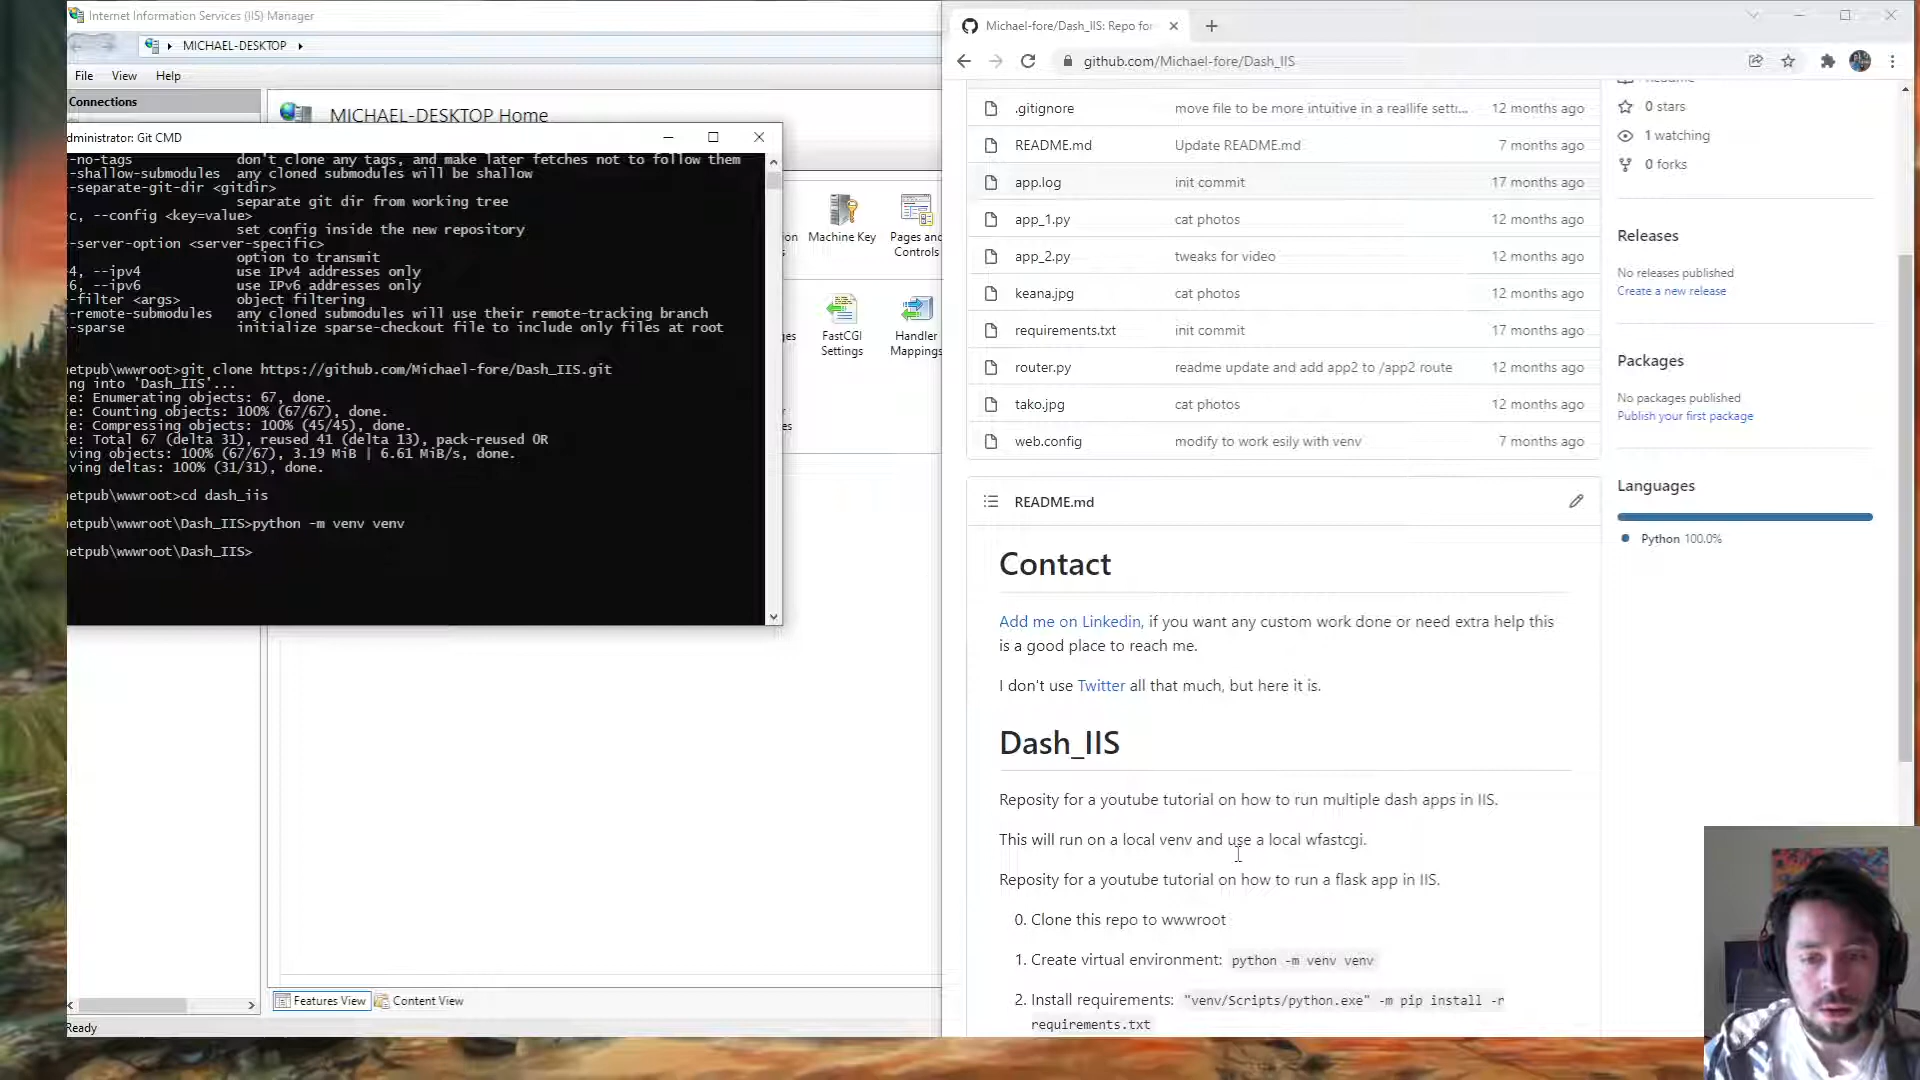 Internet Information Services (IIS) Manager
MICHAEL-DESKTOP
File View Help
Connections
MICHAEL-DESKTOP Home
Machine Key
Pages and
Controls
FastCGI
Settings
Handler
Mappings
Features View
Content View
Ready
dministrator: Git CMD
--no-tags don't clone any tags, and make later fetches not to follow them
-shallow-submodules any cloned submodules will be shallow
-separate-git-dir <gitdir>
separate git dir from working tree
c, --config <key=value>
set config inside the new repository
-server-option <server-specific>
option to transmit
4, --ipv4 use IPv4 addresses only
6, --ipv6 use IPv6 addresses only
-filter <args> object filtering
-remote-submodules any cloned submodules will use their remote-tracking branch
-sparse initialize sparse-checkout file to include only files at root
etpub\wwwroot>git clone https://github.com/Michael-fore/Dash_IIS.git
ng into 'Dash_IIS'...
e: Enumerating objects: 67, done.
e: Counting objects: 100% (67/67), done.
e: Compressing objects: 100% (45/45), done.
e: Total 67 (delta 31), reused 41 (delta 13), pack-reused 0R
ving objects: 100% (67/67), 3.19 MiB | 6.61 MiB/s, done.
ving deltas: 100% (31/31), done.
etpub\wwwroot>cd dash_iis
etpub\wwwroot\Dash_IIS>python -m venv venv
etpub\wwwroot\Dash_IIS>
Michael-fore/Dash_IIS: Repo for
github.com/Michael-fore/Dash_IIS
.gitignore move file to be more intuitive in a reallife setti... 12 months ago
README.md Update README.md 7 months ago
app.log init commit 17 months ago
app_1.py cat photos 12 months ago
app_2.py tweaks for video 12 months ago
keana.jpg cat photos 12 months ago
requirements.txt init commit 17 months ago
router.py readme update and add app2 to /app2 route 12 months ago
tako.jpg cat photos 12 months ago
web.config modify to work esily with venv 7 months ago
README.md
Contact
Add me on Linkedin, if you want any custom work done or need extra help this
is a good place to reach me.
I don't use Twitter all that much, but here it is.
Dash_IIS
Reposity for a youtube tutorial on how to run multiple dash apps in IIS.
This will run on a local venv and use a local wfastcgi.
Reposity for a youtube tutorial on how to run a flask app in IIS.
0. Clone this repo to wwwroot
1. Create virtual environment: python -m venv venv
2. Install requirements: "venv/Scripts/python.exe" -m pip install -r
requirements.txt
0 stars
1 watching
0 forks
Releases
No releases published
Create a new release
Packages
No packages published
Publish your first package
Languages
Python 100.0%